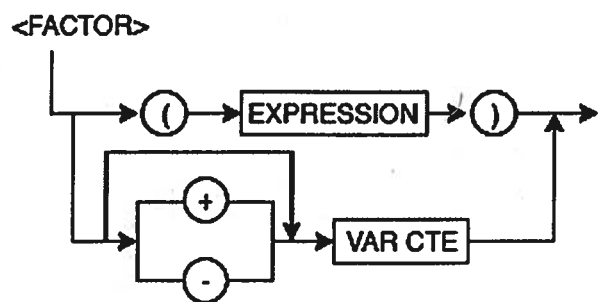 <FACTOR>
( EXPRESSION )
+
VAR CTE
-